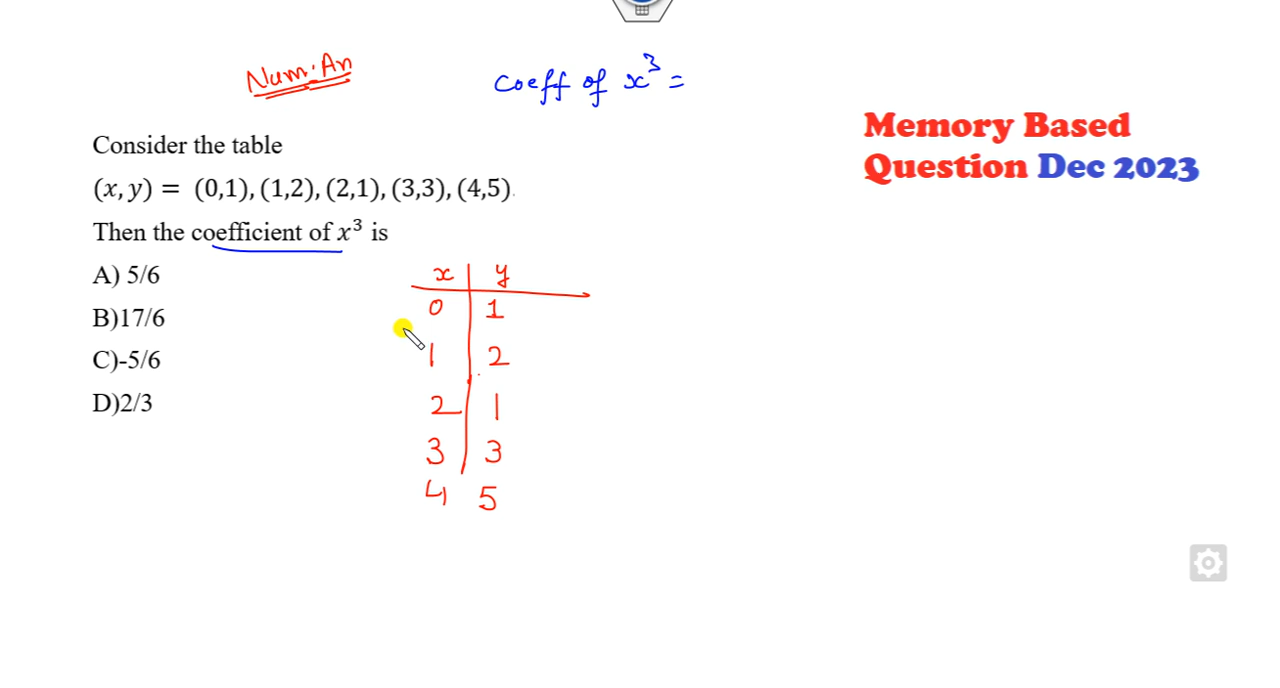 Num. An
coeff of x³ =
Memory Based
Question Dec 2023
Consider the table
(x, y) = (0,1), (1,2), (2,1), (3,3), (4,5)
Then the coefficient of x³ is
A) 5/6
B)17/6
C)-5/6
D)2/3
x y
0 1
1 2
2 1
3 3
4 5